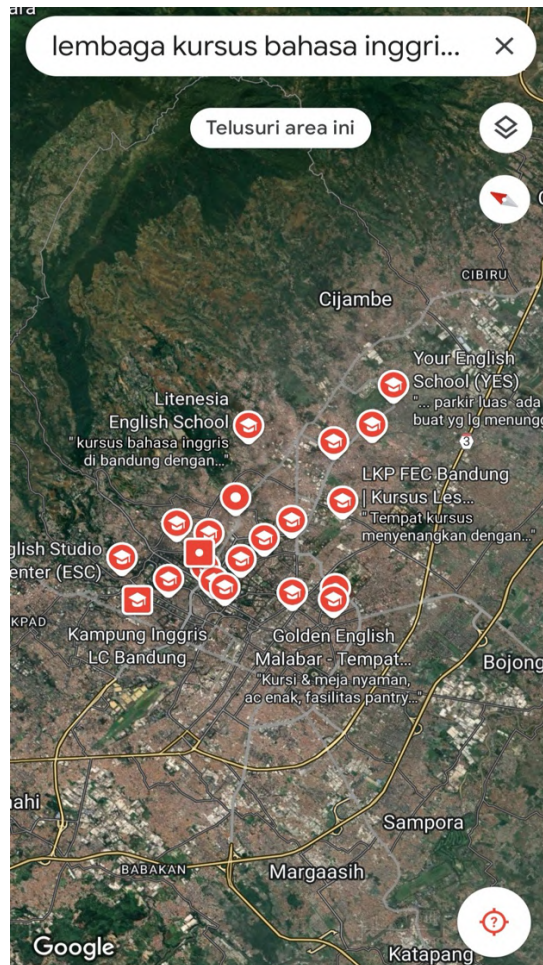 lembaga kursus bahasa inggri...
Telusuri area ini
CIBIRU
Cijambe
Your English
School (YES)
"... parkir luas ada
buat yg lg menungg
3
Litenesia
English School
"kursus bahasa inggris
di bandung dengan..."
LKP FEC Bandung
| Kursus Les...
"Tempat kursus
menyenangkan dengan..."
glish Studio
enter (ESC)
KPAD
Kampung Inggris
LC Bandung
Golden English
Malabar - Tempat...
"Kursi & meja nyaman,
ac enak, fasilitas pantry..."
Bojong
ahi
Sampora
BABAKAN
Margaasih
?
Google
Katapang